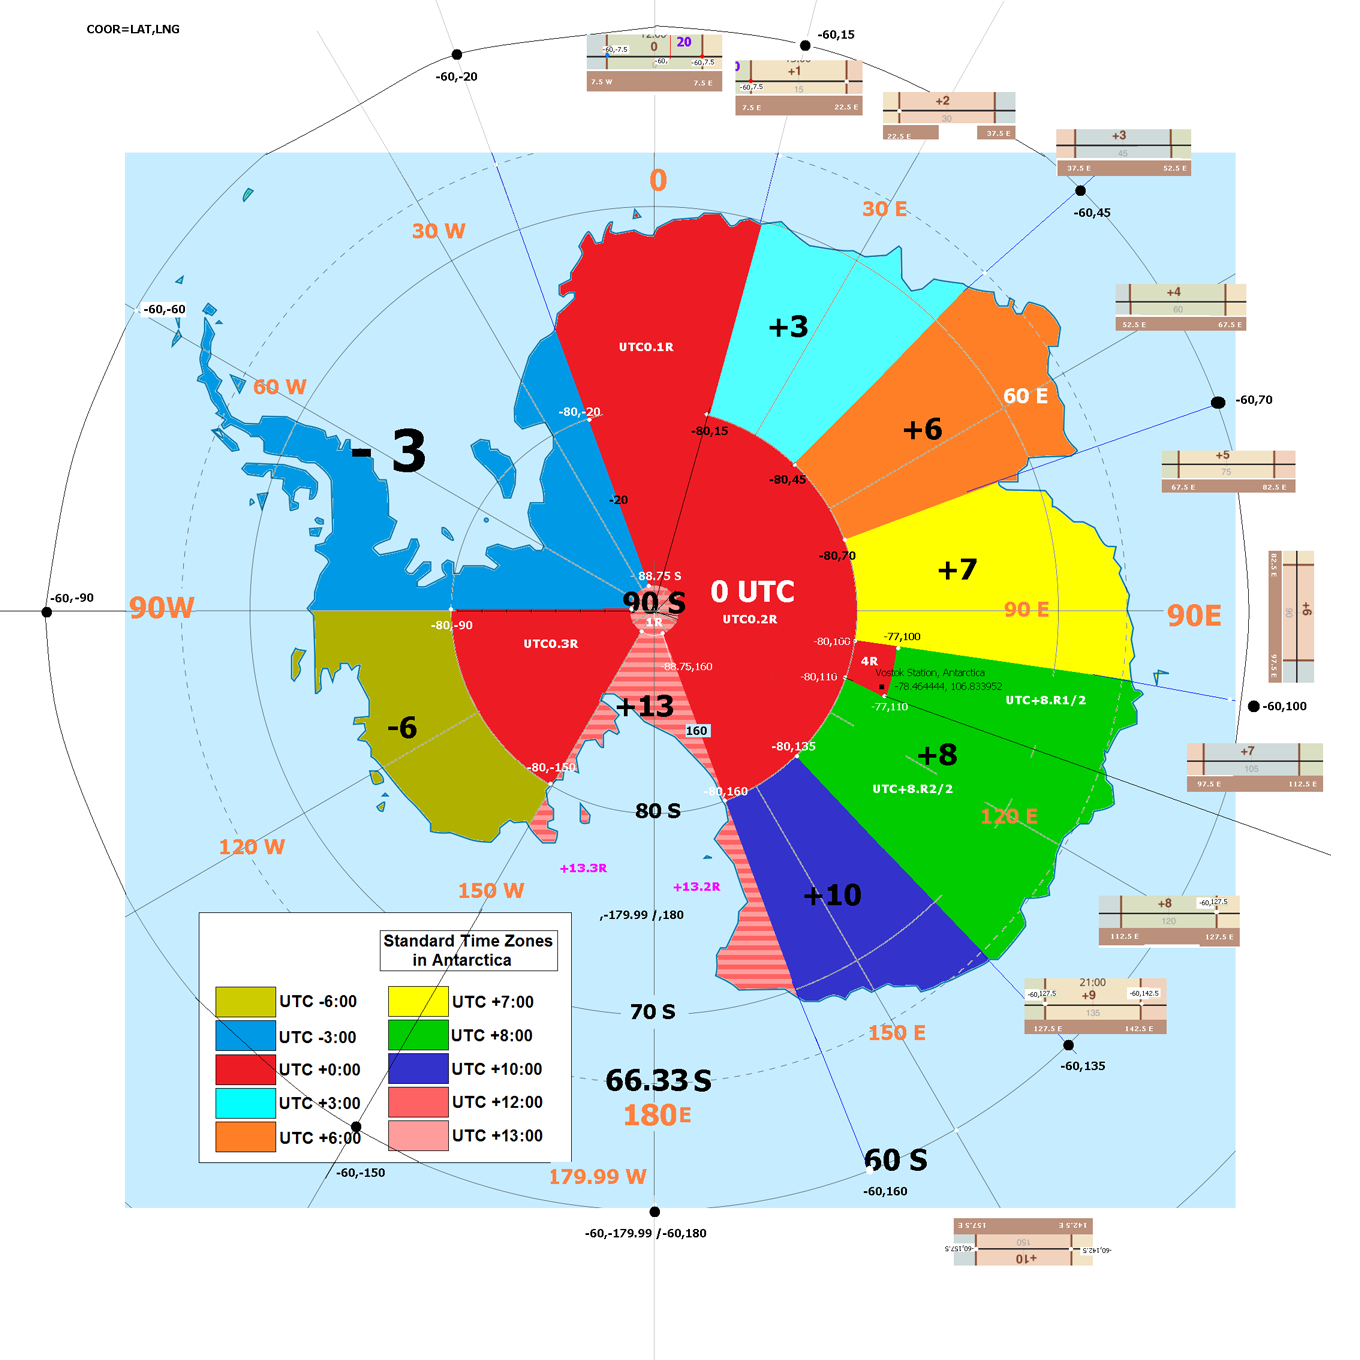 COOR=LAT,LNG
-60,-20
12:00
0
20
-60,-7.5
-60,
-60,7.5
7.5 W
7.5 E
-60,15
+1
15
-60,7.5
7.5 E
22.5 E
+2
30
22.5 E
37.5 E
+3
45
37.5 E
52.5 E
-60,45
0
30 W
30 E
-60,-60
+4
60
52.5 E
67.5 E
+3
UTC0.1R
60 W
- 3
60 E
-60,70
-80,-20
-80,15
+6
+5
75
67.5 E
82.5 E
-80,45
-20
-80,70
+7
88.75 S
90 S
1R
0 UTC
UTC0.2R
82.5 E
90
+6
97.5 E
-60,-90
90W
90 E
90E
-80,-90
UTC0.3R
-80,100
-77,100
4R
-88.75,160
Vostok Station, Antarctica
-78.464444, 106.833952
-80,110
-77,110
UTC+8.R1/2
-60,100
+13
-6
160
-80,135
+8
+7
105
97.5 E
112.5 E
-80,-150
-80,160
UTC+8.R2/2
80 S
120 E
120 W
+13.3R
+13.2R
150 W
+10
,-179.99 /,180
+8
-60,127.5
120
112.5 E
127.5 E
Standard Time Zones
in Antarctica
UTC -6:00
UTC +7:00
UTC -3:00
UTC +8:00
UTC +0:00
UTC +10:00
UTC +3:00
UTC +12:00
UTC +6:00
UTC +13:00
21:00
+9
-60,127.5
-60,142.5
135
127.5 E
142.5 E
70 S
150 E
-60,135
66.33 S
180E
-60,-150
179.99 W
60 S
-60,160
-60,-179.99 /-60,180
157.5 E
142.5 E
150
-60,157.5
-60,142.5
+10